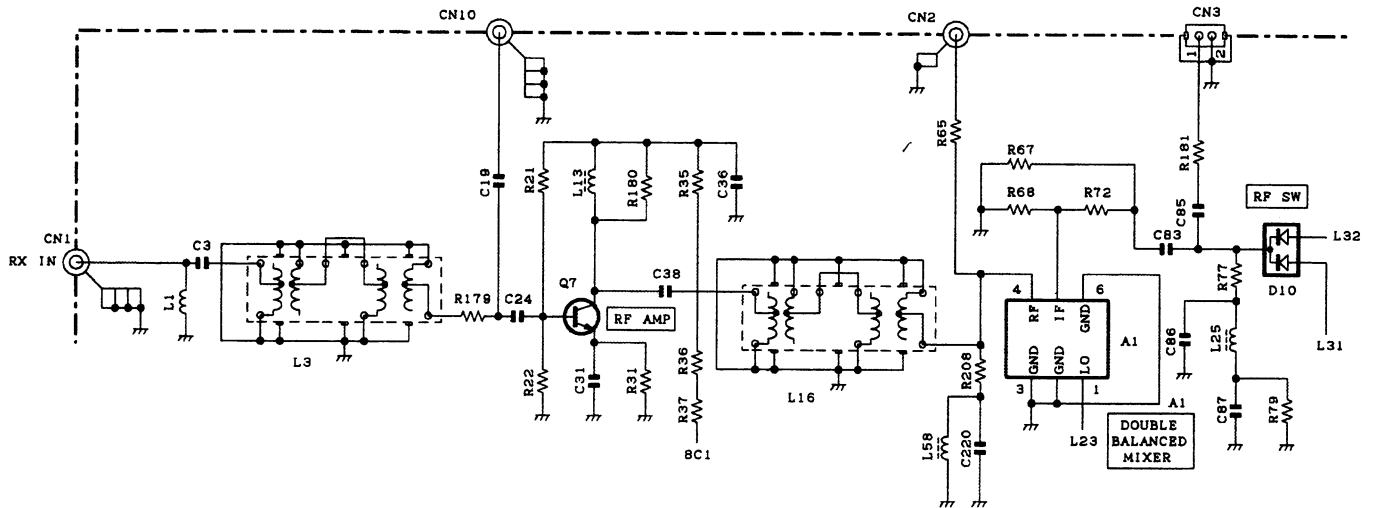 CN10
CN2
CN3
1 2
R65
R67
R181
R21
L13
R180
R35
C36
C19
R68 R72
C85
RF SW
CN1
RX IN
C3
C83
L32
L1
Q7
C38
R77
D10
R179 C24
RF AMP
4 6
RF IF GND
A1
C86
L25
L31
L3
R22
C31
R31
R36
L16
R208
GND GND LO
3 1
A1
R37
C87
R79
8C1
L58
C220
L23
DOUBLE
BALANCED
MIXER